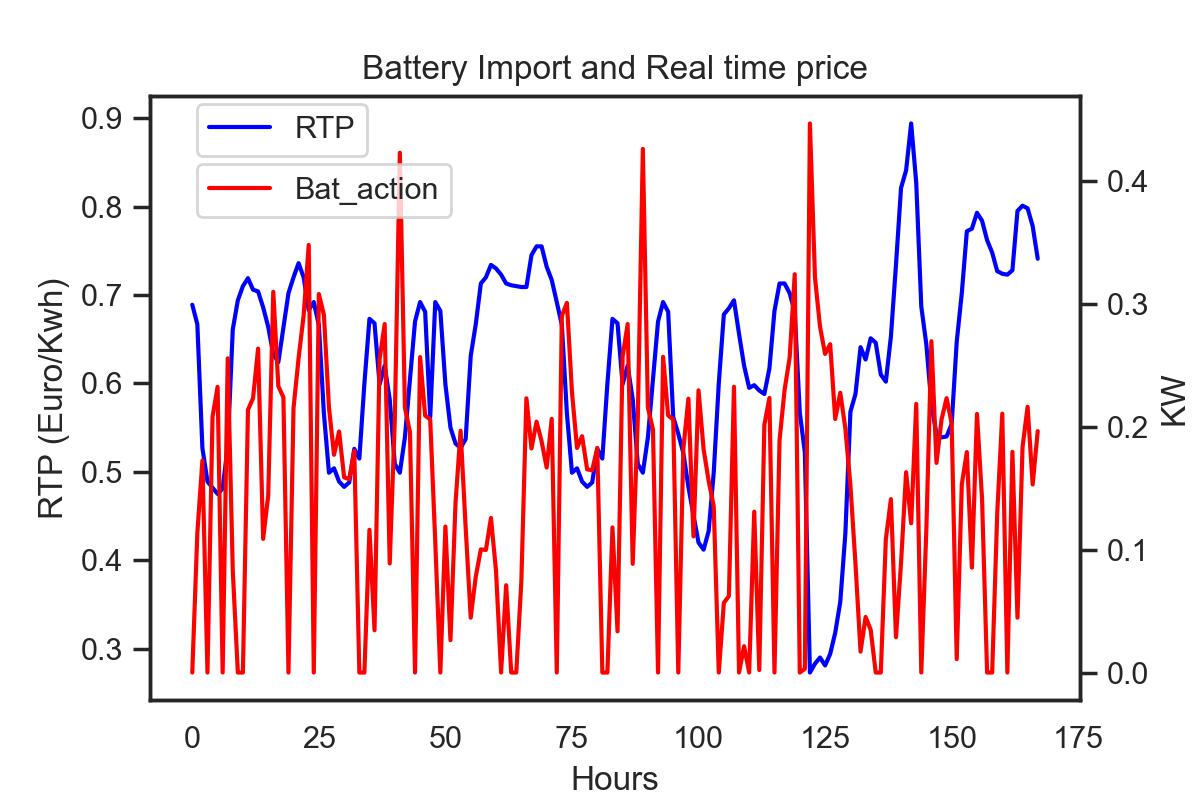 Battery Import and Real time price
RTP
Bat_action
RTP (Euro/Kwh)
0.9
0.8
0.7
0.6
0.5
0.4
0.3
0.4
0.3
0.2
0.1
0.0
KW
0 25 50 75 100 125 150 175
Hours